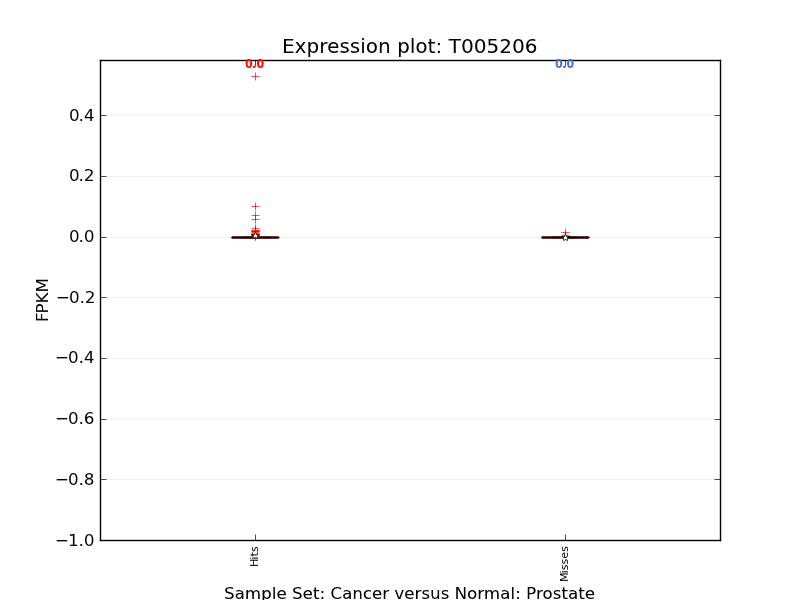 Expression plot: T005206
0.0 0.0
0.4
0.2
0.0
−0.2
−0.4
−0.6
−0.8
−1.0
FPKM
Hits Misses
Sample Set: Cancer versus Normal: Prostate